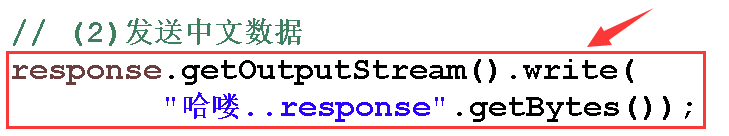 // (2)发送中文数据
response.getOutputStream().write(
"哈喽..response".getBytes());